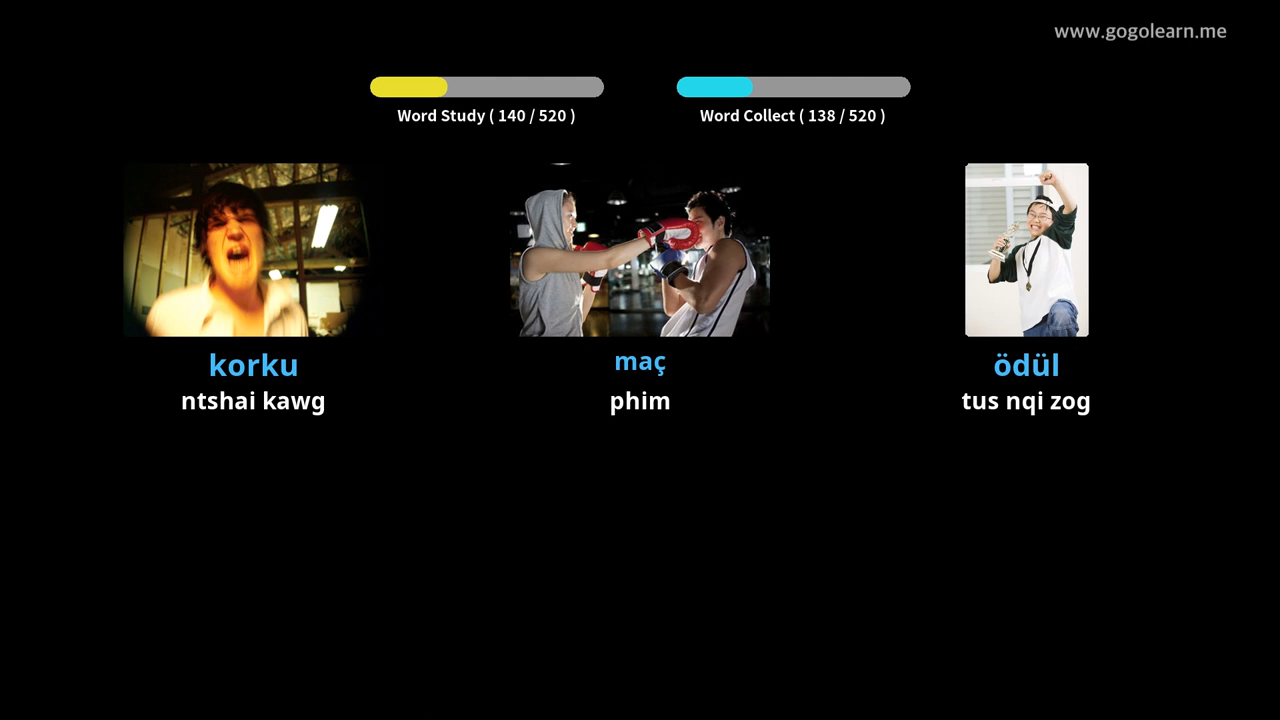 www.gogolearn.me
Word Study ( 140 / 520 )
Word Collect ( 138 / 520 )
korku
maç
ödül
ntshai kawg
phim
tus nqi zog